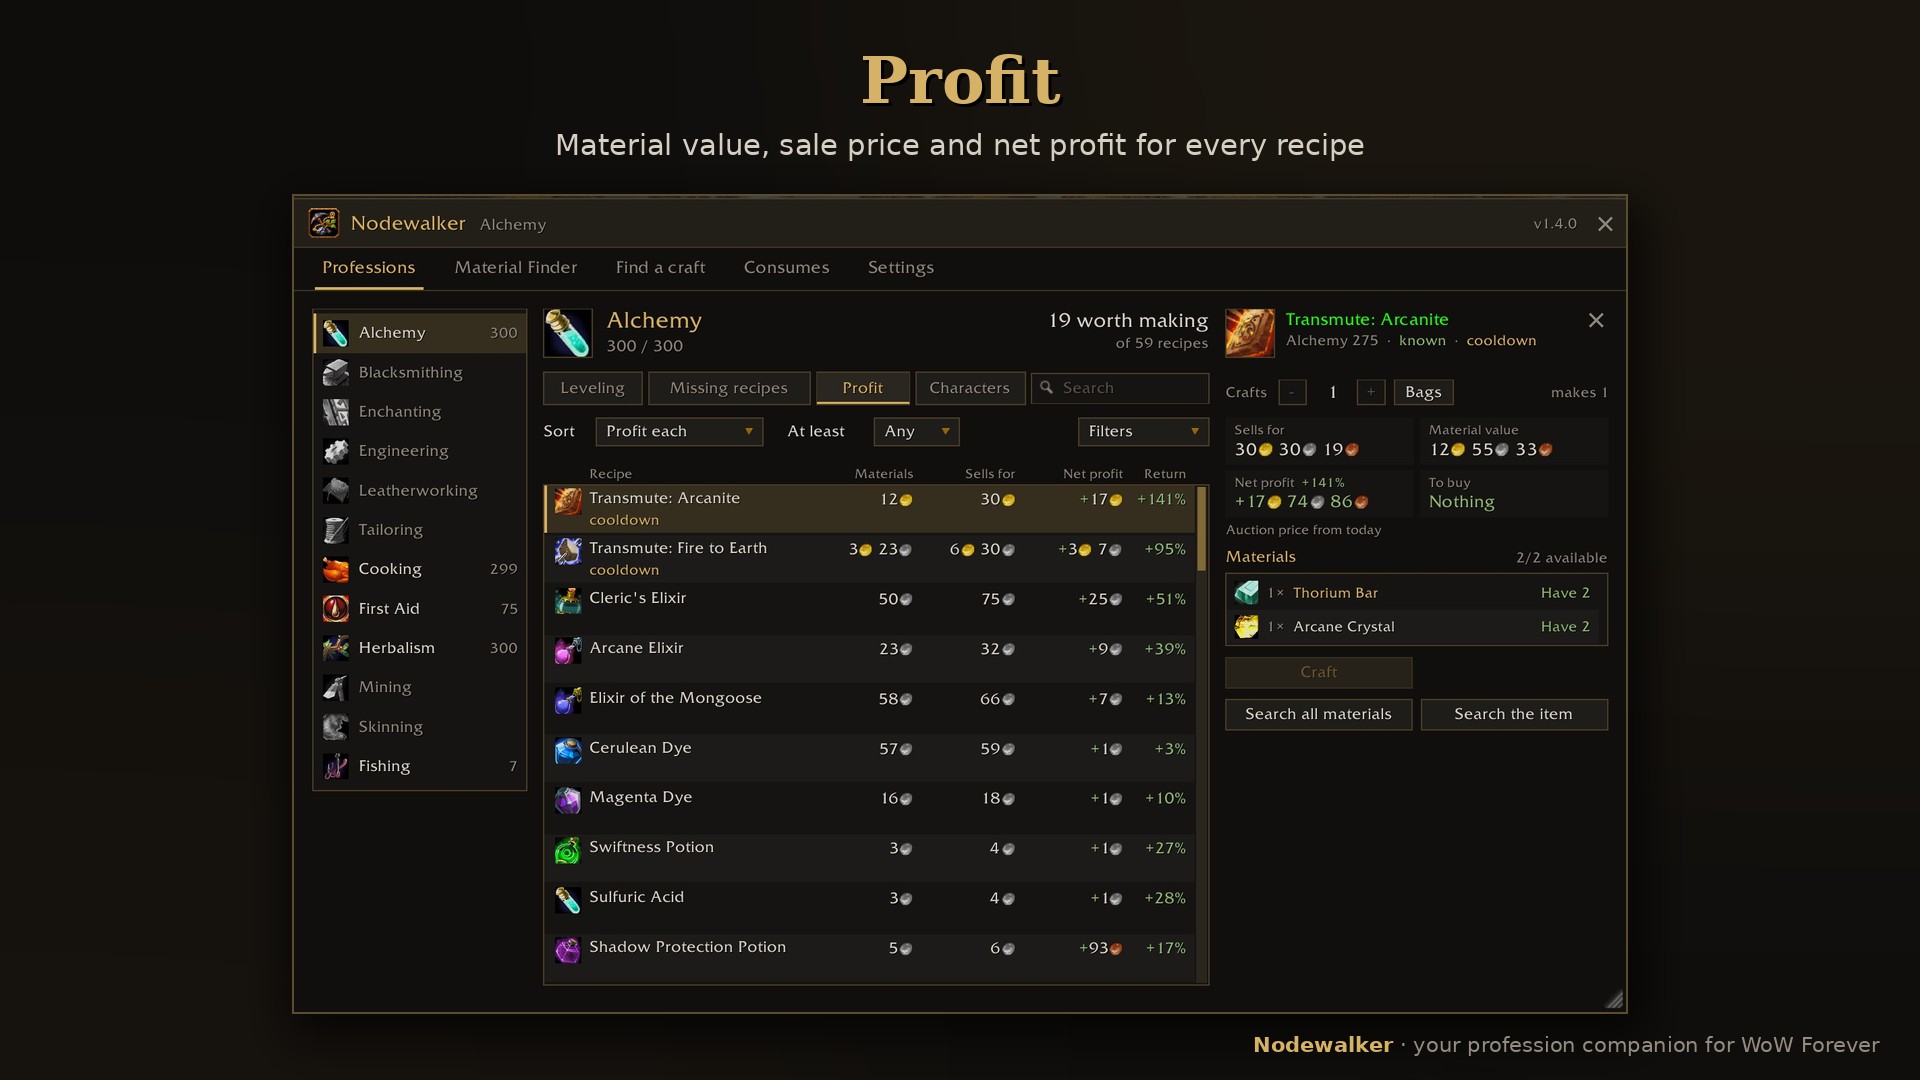 Profit
Material value, sale price and net profit for every recipe
Nodewalker Alchemy
v1.4.0
Professions Material Finder Find a craft Consumes Settings
Alchemy 300
Blacksmithing
Enchanting
Engineering
Leatherworking
Tailoring
Cooking 299
First Aid 75
Herbalism 300
Mining
Skinning
Fishing 7
Alchemy
300 / 300
19 worth making
of 59 recipes
Leveling Missing recipes Profit Characters Search
Sort Profit each At least Any Filters
Recipe Materials Sells for Net profit Return
Transmute: Arcanite 12 30 +17 +141%
cooldown
Transmute: Fire to Earth 3 23 6 30 +3 7 +95%
cooldown
Cleric's Elixir 50 75 +25 +51%
Arcane Elixir 23 32 +9 +39%
Elixir of the Mongoose 58 66 +7 +13%
Cerulean Dye 57 59 +1 +3%
Magenta Dye 16 18 +1 +10%
Swiftness Potion 3 4 +1 +27%
Sulfuric Acid 3 4 +1 +28%
Shadow Protection Potion 5 6 +93 +17%
Transmute: Arcanite
Alchemy 275 · known · cooldown
Crafts - 1 + Bags makes 1
Sells for
30 30 19
Material value
12 55 33
Net profit +141%
+17 74 86
To buy
Nothing
Auction price from today
Materials 2/2 available
1× Thorium Bar Have 2
1× Arcane Crystal Have 2
Craft
Search all materials Search the item
Nodewalker · your profession companion for WoW Forever